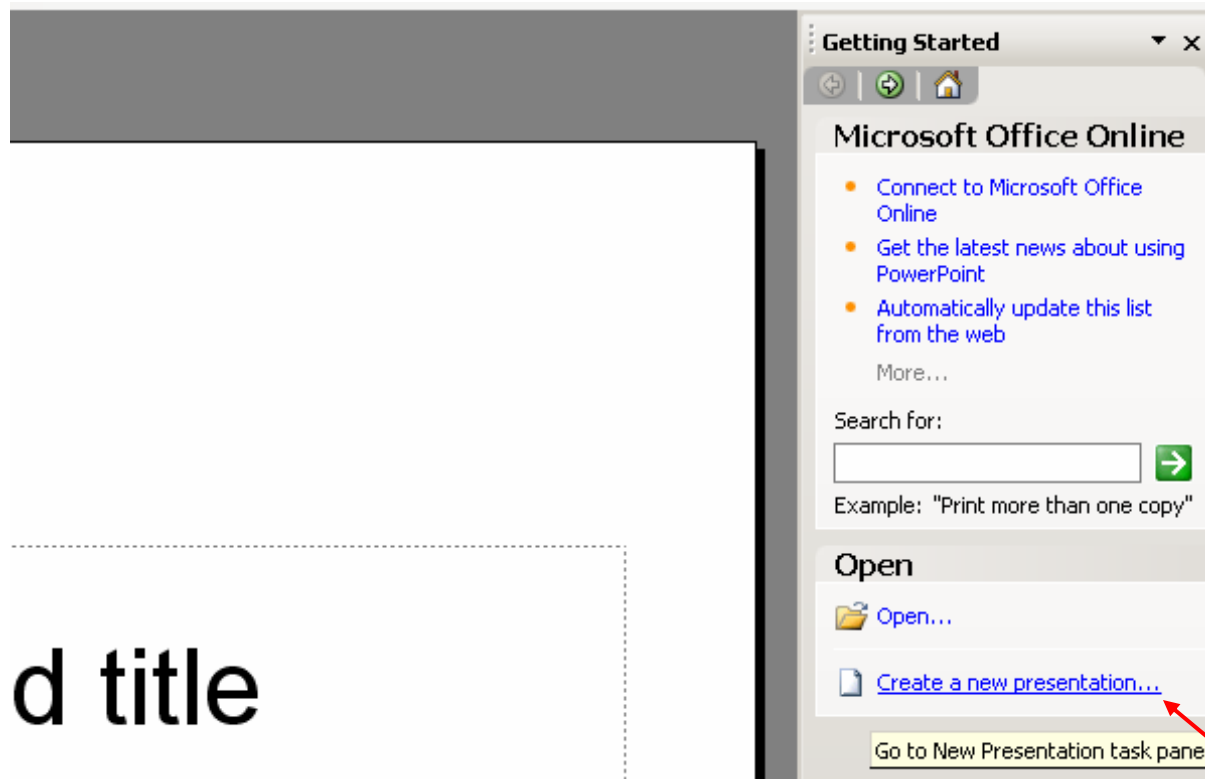 Getting Started
Microsoft Office Online
Connect to Microsoft Office
Online
Get the latest news about using
PowerPoint
Automatically update this list
from the web
More...
Search for:
Example: "Print more than one copy"
Open
Open...
Create a new presentation...
Go to New Presentation task pane
d title